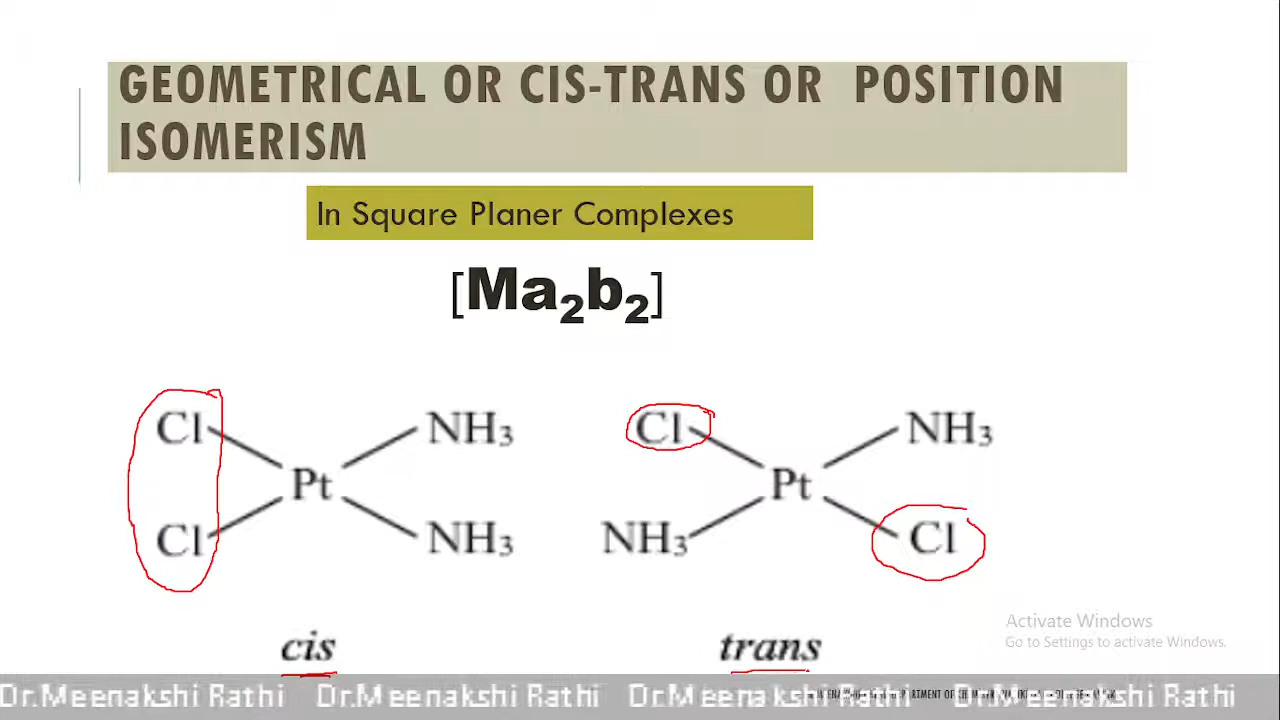 GEOMETRICAL OR CIS-TRANS OR POSITION
ISOMERISM
In Square Planer Complexes
[Ma₂b₂]
Cl NH₃ Cl NH₃
Pt Pt
Cl NH₃ NH₃ Cl
Activate Windows
Go to Settings to activate Windows.
cis trans
Dr.Meenakshi Rathi Dr.Meenakshi Rathi Dr.Meenakshi Rathi Dr.Meenakshi Rathi